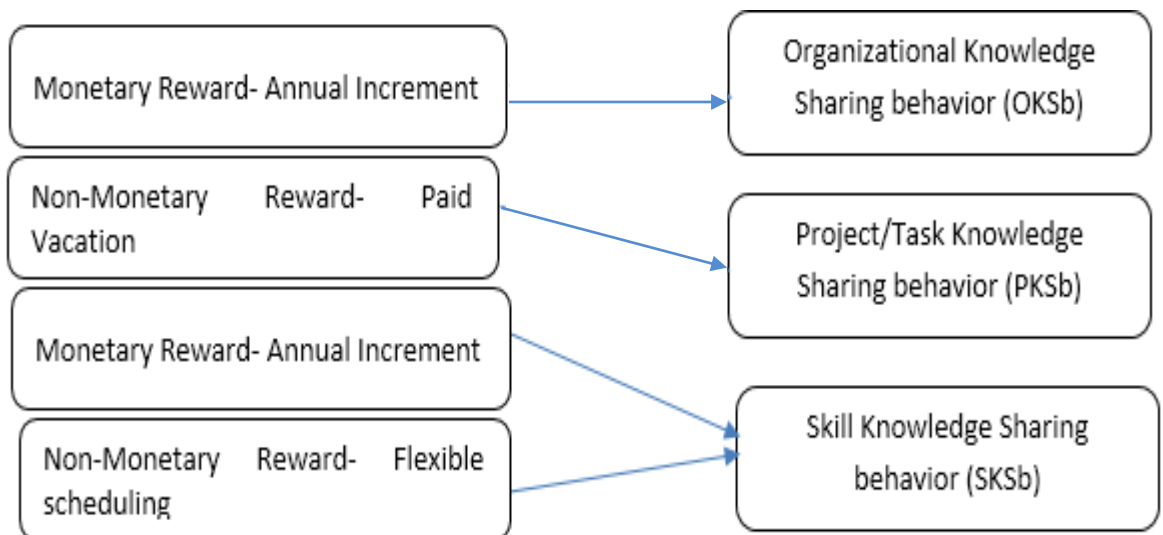 Monetary Reward- Annual Increment
Non-Monetary Reward- Paid
Vacation
Monetary Reward- Annual Increment
Non-Monetary Reward- Flexible
scheduling
Organizational Knowledge
Sharing behavior (OKSb)
Project/Task Knowledge
Sharing behavior (PKSb)
Skill Knowledge Sharing
behavior (SKSb)